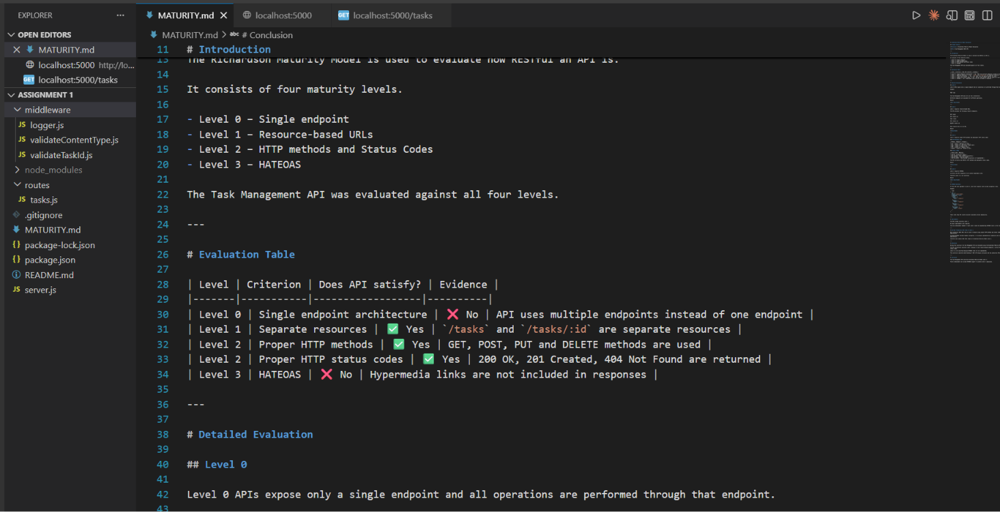 EXPLORER
OPEN EDITORS
MATURITY.md
localhost:5000 http://lo...
GET localhost:5000/tasks
ASSIGNMENT 1
middleware
JS logger.js
JS validateContentType.js
JS validateTaskId.js
node_modules
routes
JS tasks.js
.gitignore
MATURITY.md
{} package-lock.json
{} package.json
README.md
JS server.js
MATURITY.md localhost:5000 GET localhost:5000/tasks
MATURITY.md > abc # Conclusion
11 # Introduction
13 The Richardson Maturity Model is used to evaluate how RESTful an API is.
14
15 It consists of four maturity levels.
16
17 - Level 0 – Single endpoint
18 - Level 1 – Resource-based URLs
19 - Level 2 – HTTP methods and Status Codes
20 - Level 3 – HATEOAS
21
22 The Task Management API was evaluated against all four levels.
23
24 ---
25
26 # Evaluation Table
27
28 | Level | Criterion | Does API satisfy? | Evidence |
29 |-------|-----------|------------------|----------|
30 | Level 0 | Single endpoint architecture | ❌ No | API uses multiple endpoints instead of one endpoint |
31 | Level 1 | Separate resources | ✅ Yes | `/tasks` and `/tasks/:id` are separate resources |
32 | Level 2 | Proper HTTP methods | ✅ Yes | GET, POST, PUT and DELETE methods are used |
33 | Level 2 | Proper HTTP status codes | ✅ Yes | 200 OK, 201 Created, 404 Not Found are returned |
34 | Level 3 | HATEOAS | ❌ No | Hypermedia links are not included in responses |
35
36 ---
37
38 # Detailed Evaluation
39
40 ## Level 0
41
42 Level 0 APIs expose only a single endpoint and all operations are performed through that endpoint.
43